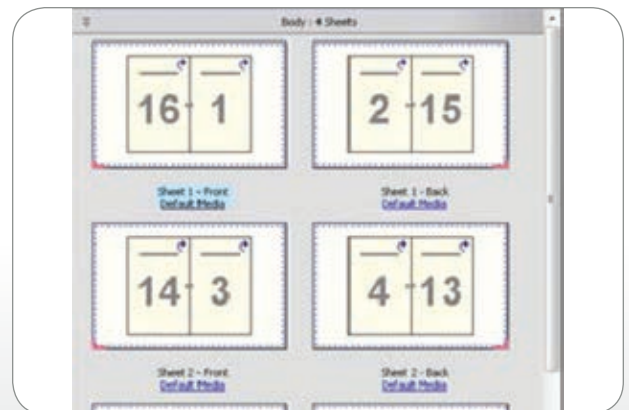 Body : 4 Sheets
16 1
2 15
Sheet 1 - Front
Default Media
Sheet 1 - Back
Default Media
14 3
4 13
Sheet 2 - Front
Default Media
Sheet 2 - Back
Default Media